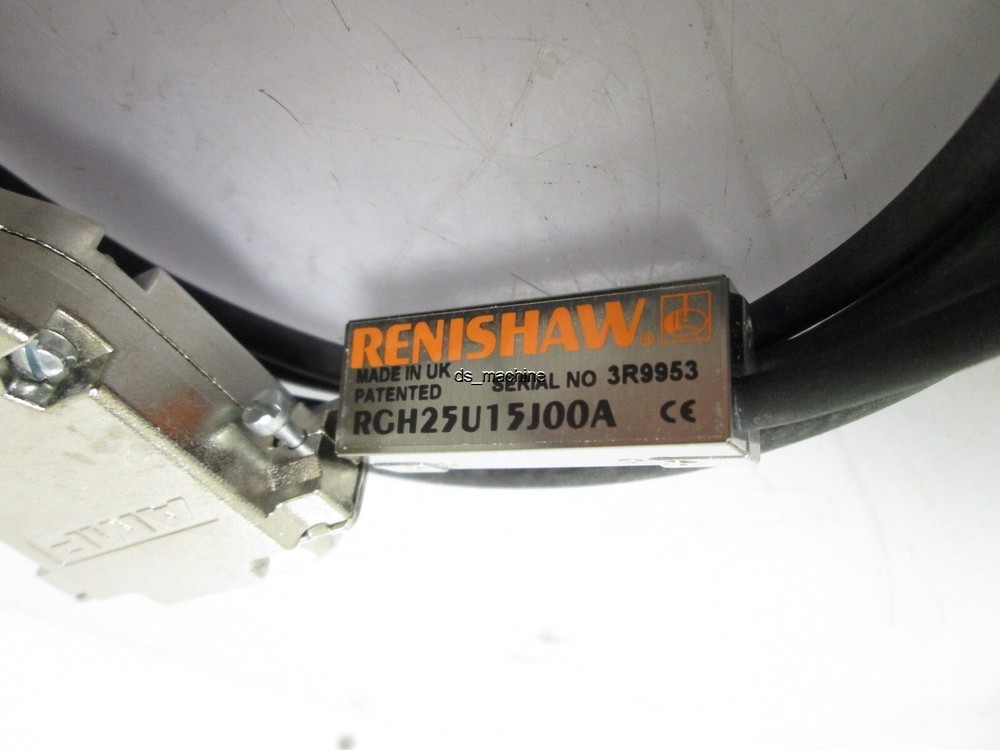 RENISHAW®
MADE IN UK
PATENTED
SERIAL NO 3R9953
RGH25U15J00A CE
ds_machine